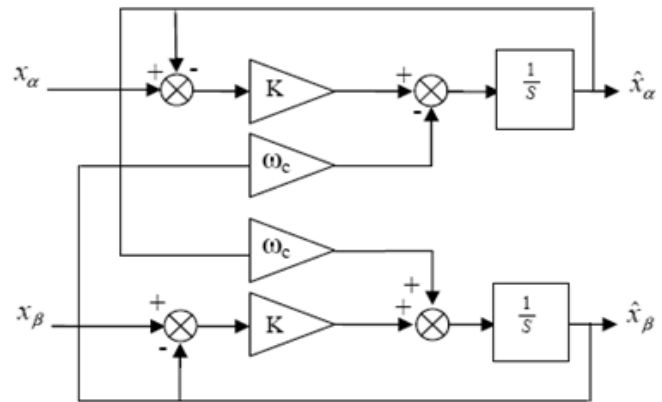 x_α + - K + - 1/S x̂_α
ω_c
ω_c
x_β + - K + + 1/S x̂_β